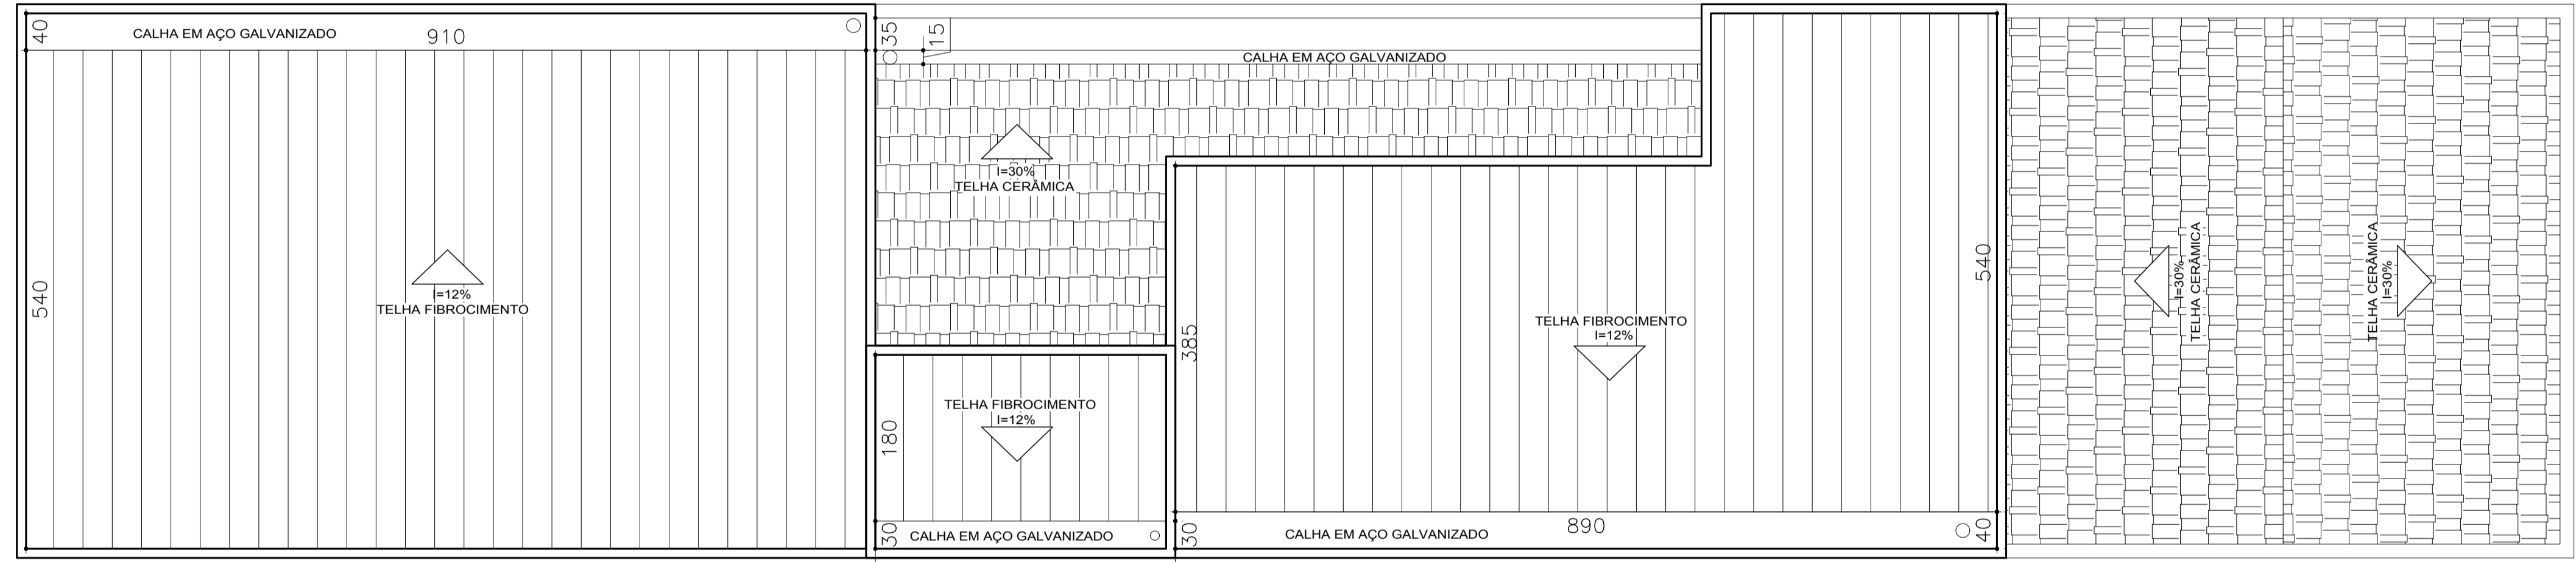 40
CALHA EM AÇO GALVANIZADO
910
540
I=12%
TELHA FIBROCIMENTO
35
15
CALHA EM AÇO GALVANIZADO
I=30%
TELHA CERÂMICA
TELHA FIBROCIMENTO
I=12%
180
30
CALHA EM AÇO GALVANIZADO
385
TELHA FIBROCIMENTO
I=12%
540
890
30
CALHA EM AÇO GALVANIZADO
40
I=30%
TELHA CERÂMICA
TELHA CERÂMICA
I=30%